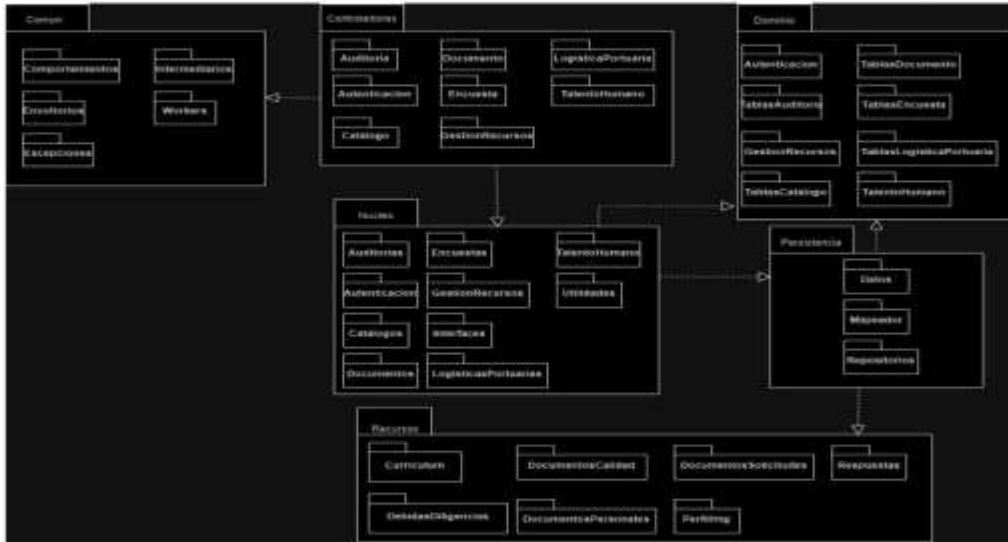 Comun
Comportamientos
Intermediarios
Envoltorios
Workers
Excepciones
Controladores
Auditoria
Documento
LogisticaPortuaria
Autenticacion
Encuesta
TalentoHumano
Catalogo
GestionRecursos
Dominio
Autenticacion
TablasDocumento
TablasAuditoria
TablasEncuesta
GestionRecursos
TablasLogisticaPortuaria
TablasCatalogo
TalentoHumano
Nucleo
Auditorias
Encuestas
TalentoHumano
Autenticacion
GestionRecursos
Utilidades
Catalogos
Interfaces
Documentos
LogisticasPortuarias
Persistencia
Datos
Mapeador
Repositorios
Recursos
Curriculum
DocumentosCalidad
DocumentosSolicitudes
Respuestas
DebidasDiligencias
DocumentosPersonales
Perfiling